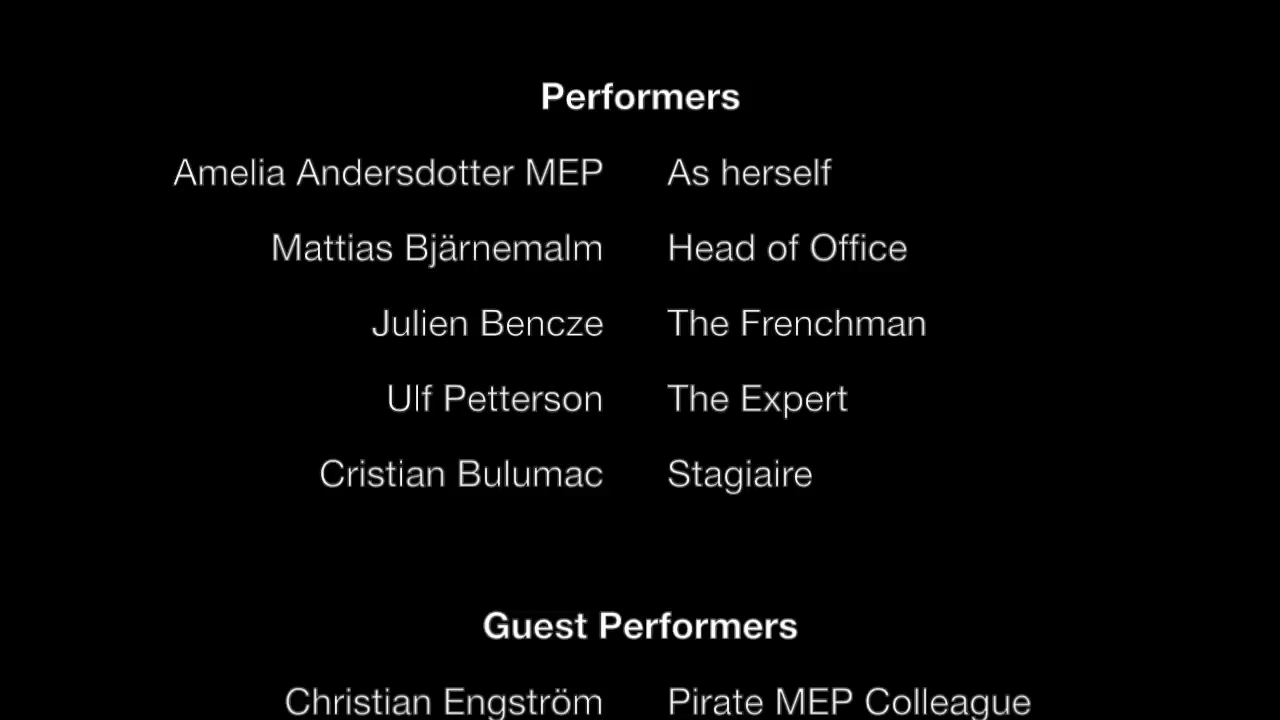 Performers
Amelia Andersdotter MEP As herself
Mattias Bjärnemalm Head of Office
Julien Bencze The Frenchman
Ulf Petterson The Expert
Cristian Bulumac Stagiaire
Guest Performers
Christian Engström Pirate MEP Colleague